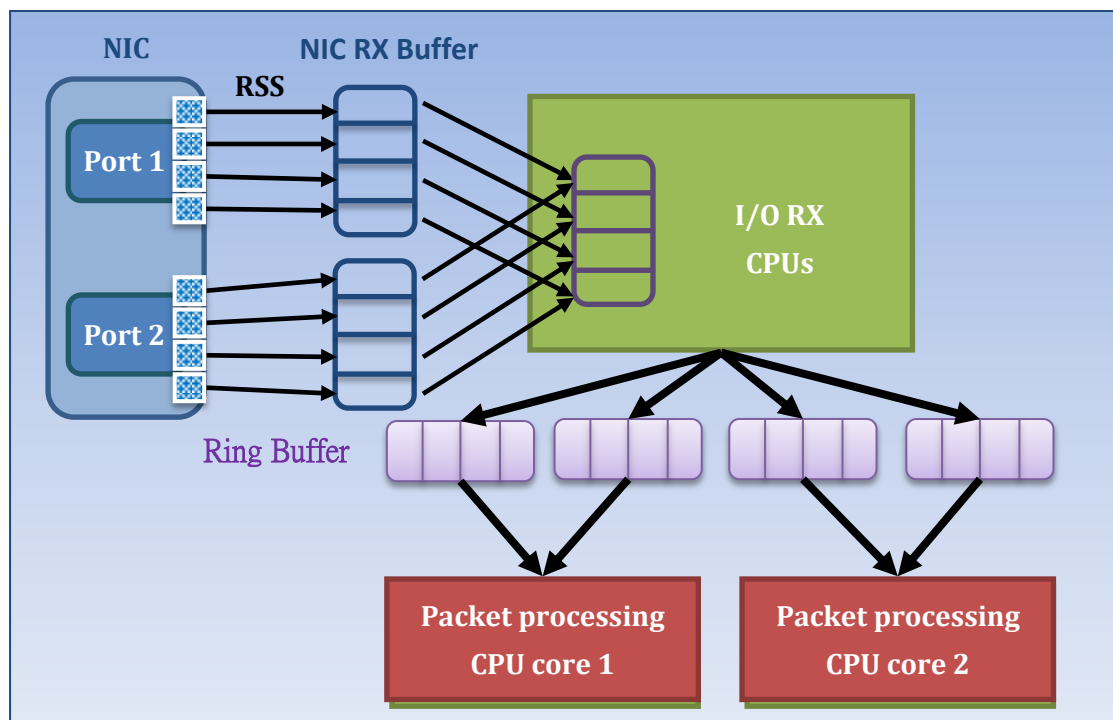 NIC
NIC RX Buffer
RSS
Port 1
I/O RX
CPUs
Port 2
Ring Buffer
Packet processing
CPU core 1
Packet processing
CPU core 2